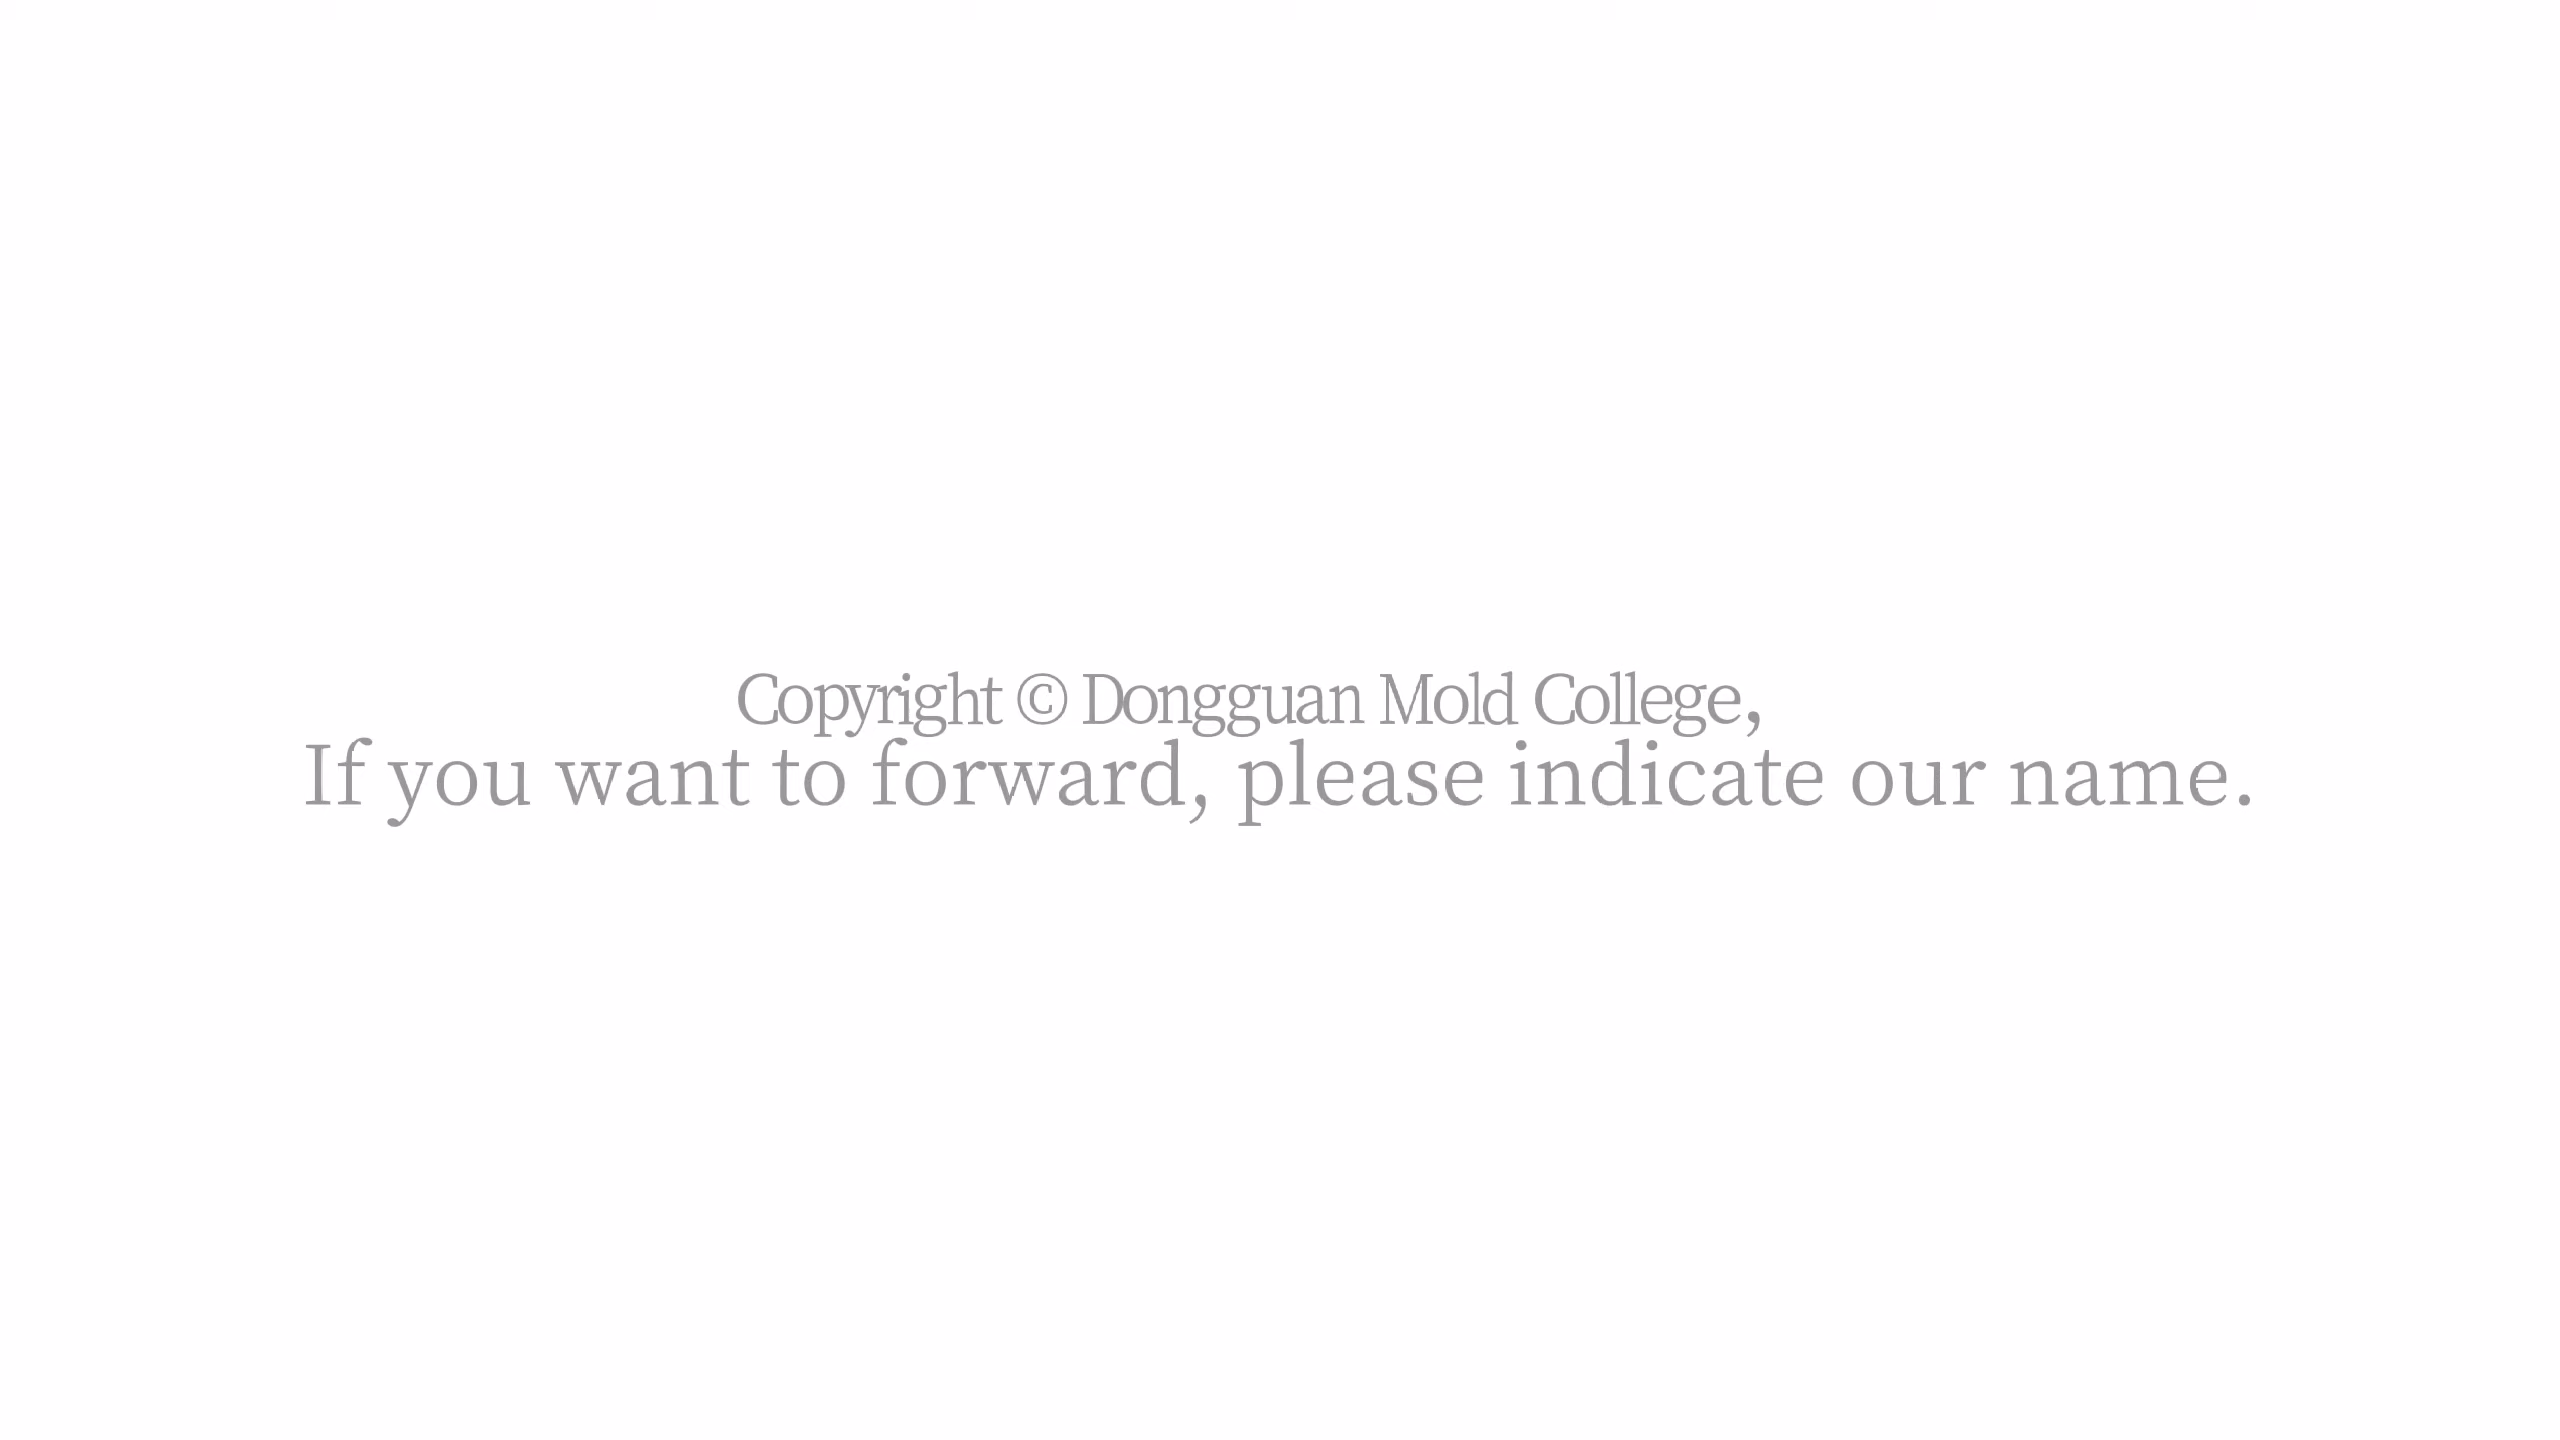 Copyright © Dongguan Mold College,
If you want to forward, please indicate our name.